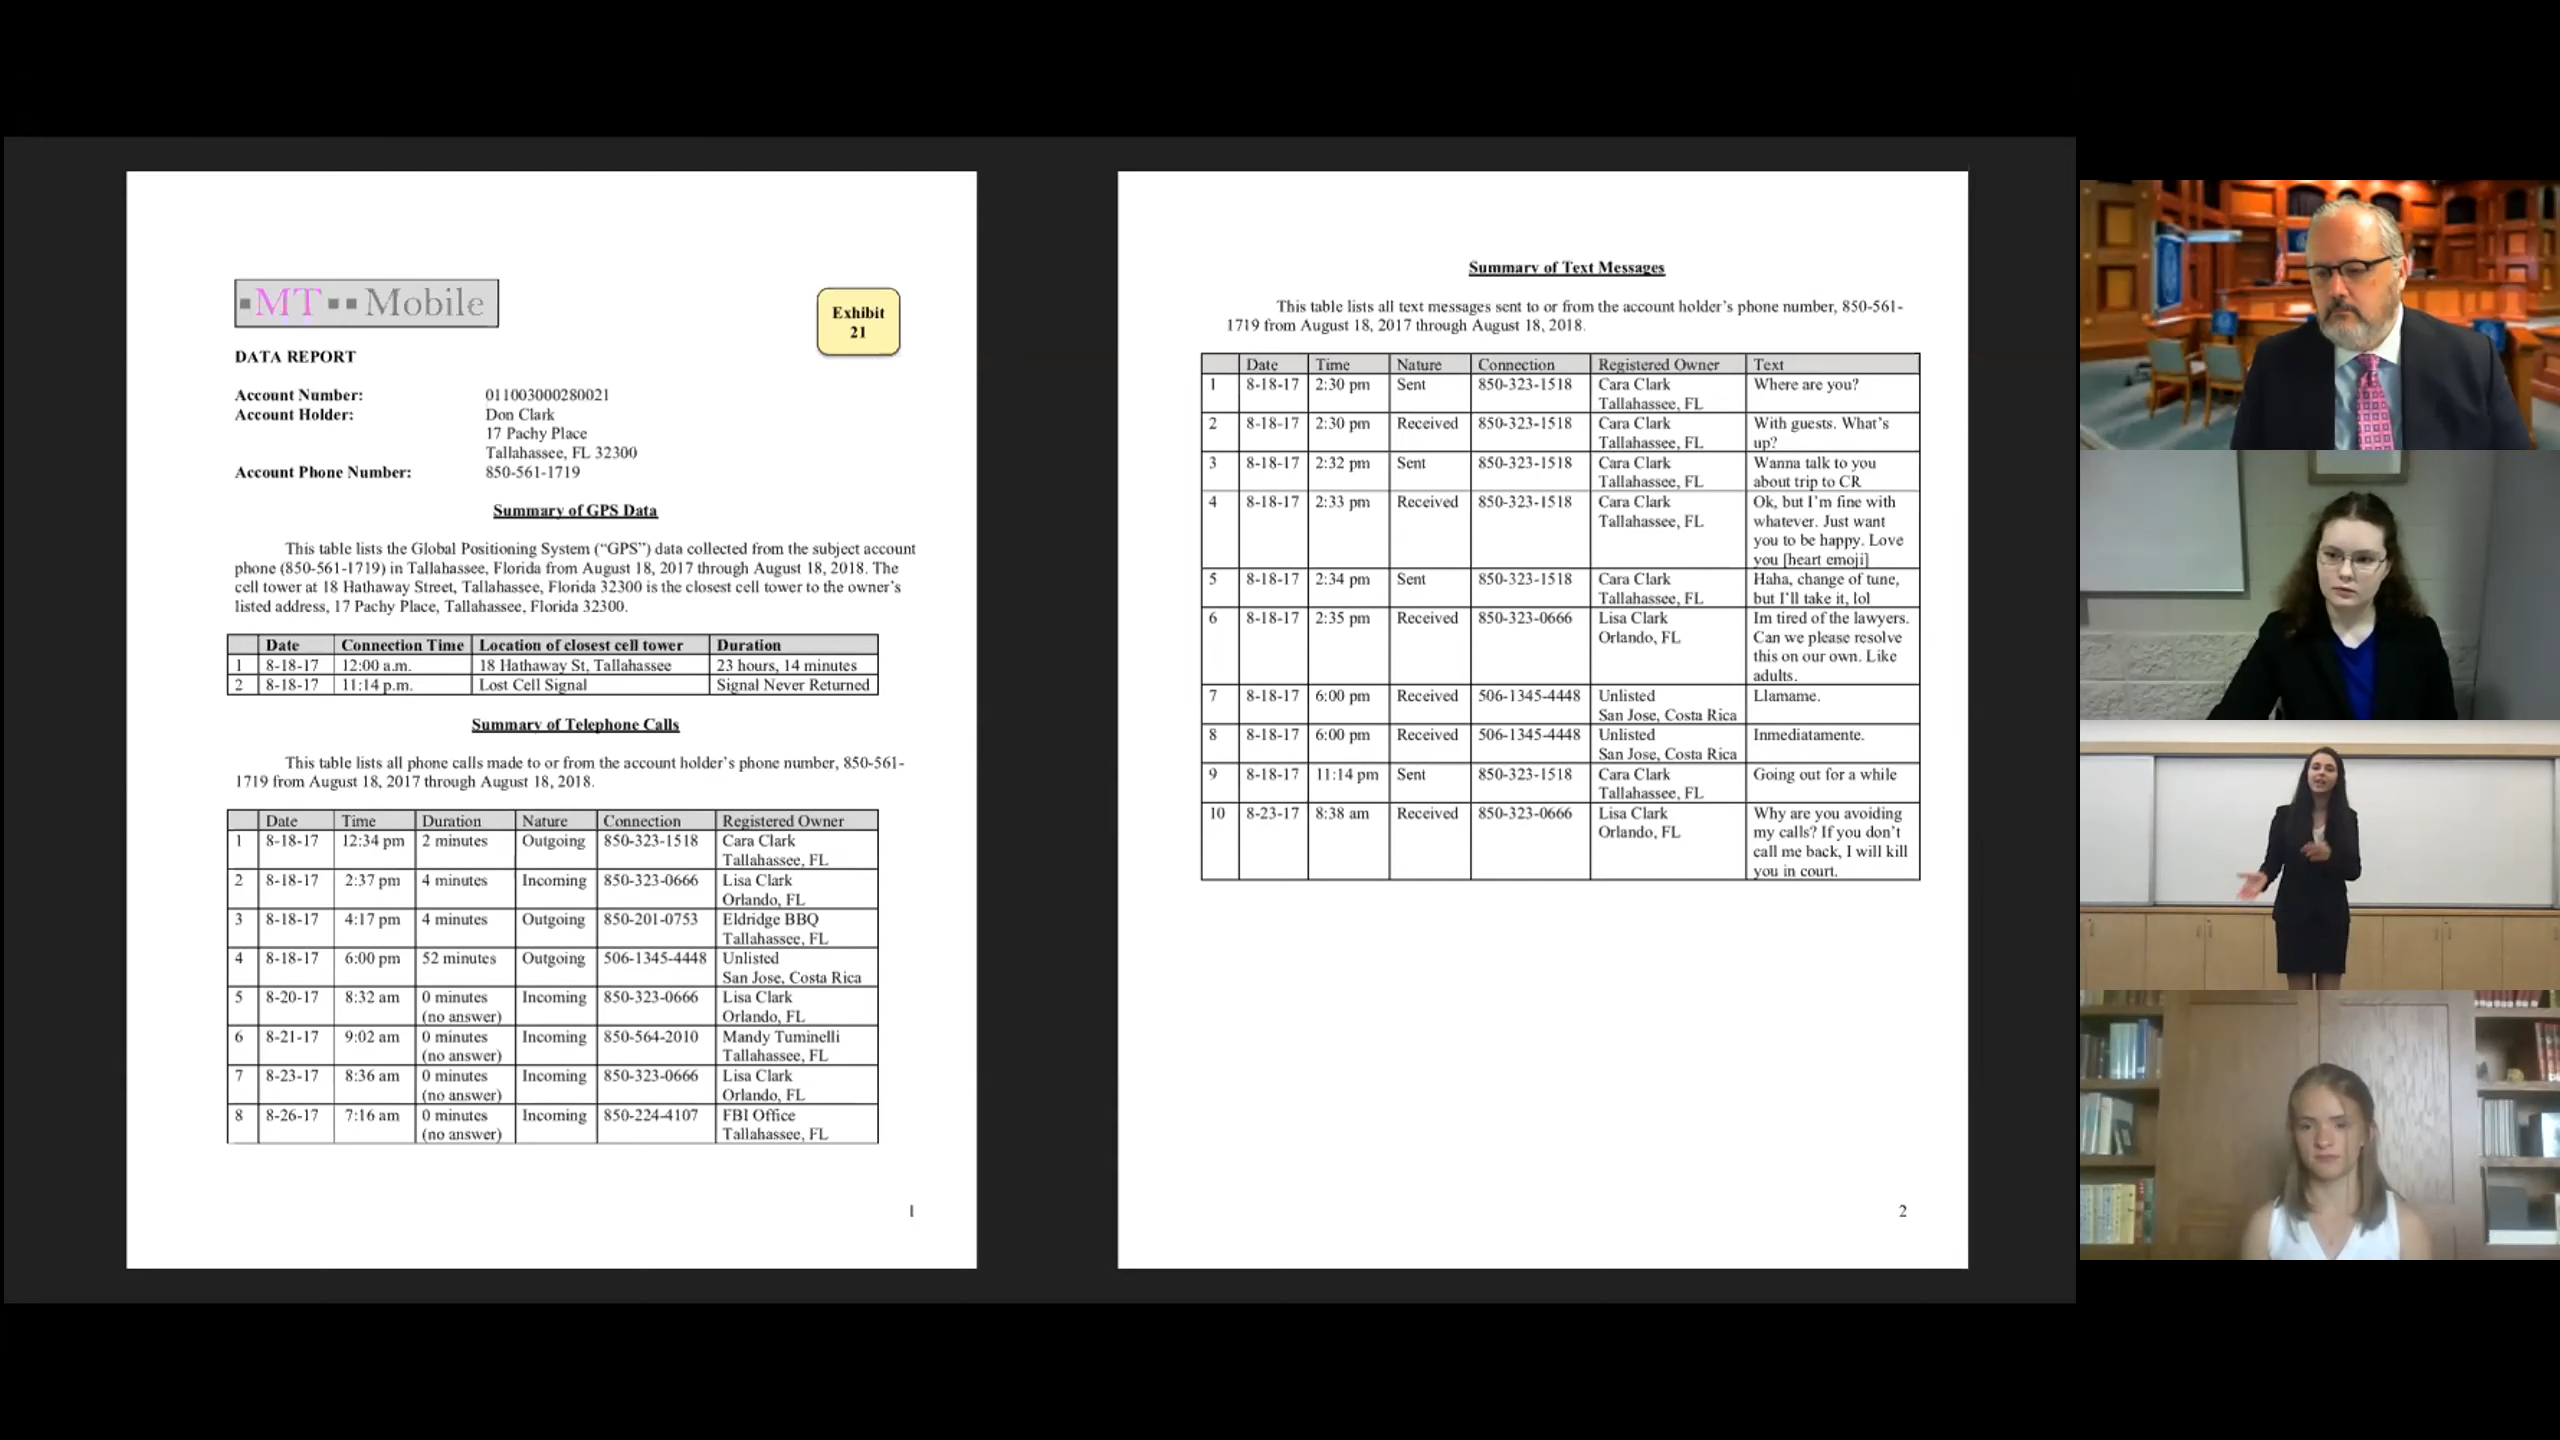 ▪MT▪▪Mobile
Exhibit
21
DATA REPORT
Account Number: 011003000280021
Account Holder: Don Clark
17 Pachy Place
Tallahassee, FL 32300
Account Phone Number: 850-561-1719
Summary of GPS Data
This table lists the Global Positioning System (“GPS”) data collected from the subject account
phone (850-561-1719) in Tallahassee, Florida from August 18, 2017 through August 18, 2018. The
cell tower at 18 Hathaway Street, Tallahassee, Florida 32300 is the closest cell tower to the owner’s
listed address, 17 Pachy Place, Tallahassee, Florida 32300.
Date Connection Time Location of closest cell tower Duration
1 8-18-17 12:00 a.m. 18 Hathaway St, Tallahassee 23 hours, 14 minutes
2 8-18-17 11:14 p.m. Lost Cell Signal Signal Never Returned
Summary of Telephone Calls
This table lists all phone calls made to or from the account holder’s phone number, 850-561-
1719 from August 18, 2017 through August 18, 2018.
Date Time Duration Nature Connection Registered Owner
1 8-18-17 12:34 pm 2 minutes Outgoing 850-323-1518 Cara Clark
Tallahassee, FL
2 8-18-17 2:37 pm 4 minutes Incoming 850-323-0666 Lisa Clark
Orlando, FL
3 8-18-17 4:17 pm 4 minutes Outgoing 850-201-0753 Eldridge BBQ
Tallahassee, FL
4 8-18-17 6:00 pm 52 minutes Outgoing 506-1345-4448 Unlisted
San Jose, Costa Rica
5 8-20-17 8:32 am 0 minutes Incoming 850-323-0666 Lisa Clark
(no answer) Orlando, FL
6 8-21-17 9:02 am 0 minutes Incoming 850-564-2010 Mandy Tuminelli
(no answer) Tallahassee, FL
7 8-23-17 8:36 am 0 minutes Incoming 850-323-0666 Lisa Clark
(no answer) Orlando, FL
8 8-26-17 7:16 am 0 minutes Incoming 850-224-4107 FBI Office
(no answer) Tallahassee, FL
1
Summary of Text Messages
This table lists all text messages sent to or from the account holder’s phone number, 850-561-
1719 from August 18, 2017 through August 18, 2018.
Date Time Nature Connection Registered Owner Text
1 8-18-17 2:30 pm Sent 850-323-1518 Cara Clark Where are you?
Tallahassee, FL
2 8-18-17 2:30 pm Received 850-323-1518 Cara Clark With guests. What’s
Tallahassee, FL up?
3 8-18-17 2:32 pm Sent 850-323-1518 Cara Clark Wanna talk to you
Tallahassee, FL about trip to CR
4 8-18-17 2:33 pm Received 850-323-1518 Cara Clark Ok, but I’m fine with
Tallahassee, FL whatever. Just want
you to be happy. Love
you [heart emoji]
5 8-18-17 2:34 pm Sent 850-323-1518 Cara Clark Haha, change of tune,
Tallahassee, FL but I’ll take it, lol
6 8-18-17 2:35 pm Received 850-323-0666 Lisa Clark Im tired of the lawyers.
Orlando, FL Can we please resolve
this on our own. Like
adults.
7 8-18-17 6:00 pm Received 506-1345-4448 Unlisted Llamame.
San Jose, Costa Rica
8 8-18-17 6:00 pm Received 506-1345-4448 Unlisted Inmediatamente.
San Jose, Costa Rica
9 8-18-17 11:14 pm Sent 850-323-1518 Cara Clark Going out for a while
Tallahassee, FL
10 8-23-17 8:38 am Received 850-323-0666 Lisa Clark Why are you avoiding
Orlando, FL my calls? If you don’t
call me back, I will kill
you in court.
2